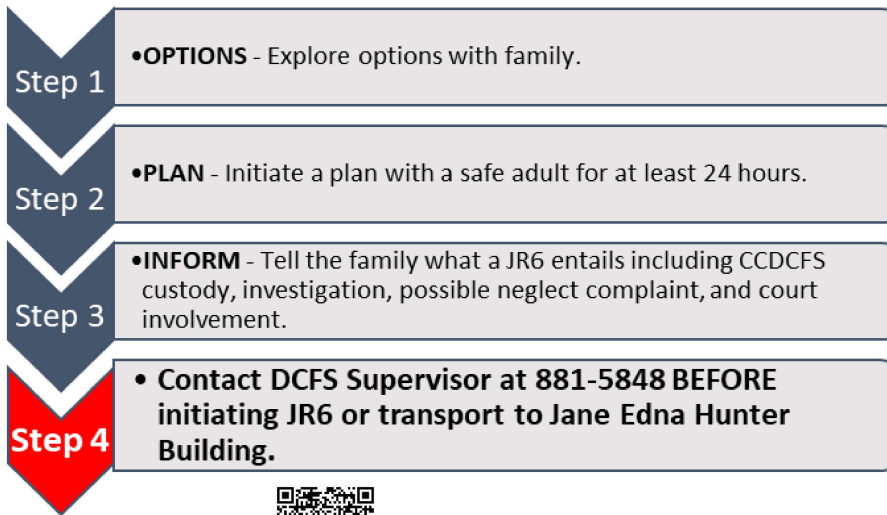 Step 1
•OPTIONS - Explore options with family.
Step 2
•PLAN - Initiate a plan with a safe adult for at least 24 hours.
Step 3
•INFORM - Tell the family what a JR6 entails including CCDCFS
custody, investigation, possible neglect complaint, and court
involvement.
Step 4
• Contact DCFS Supervisor at 881-5848 BEFORE
initiating JR6 or transport to Jane Edna Hunter
Building.